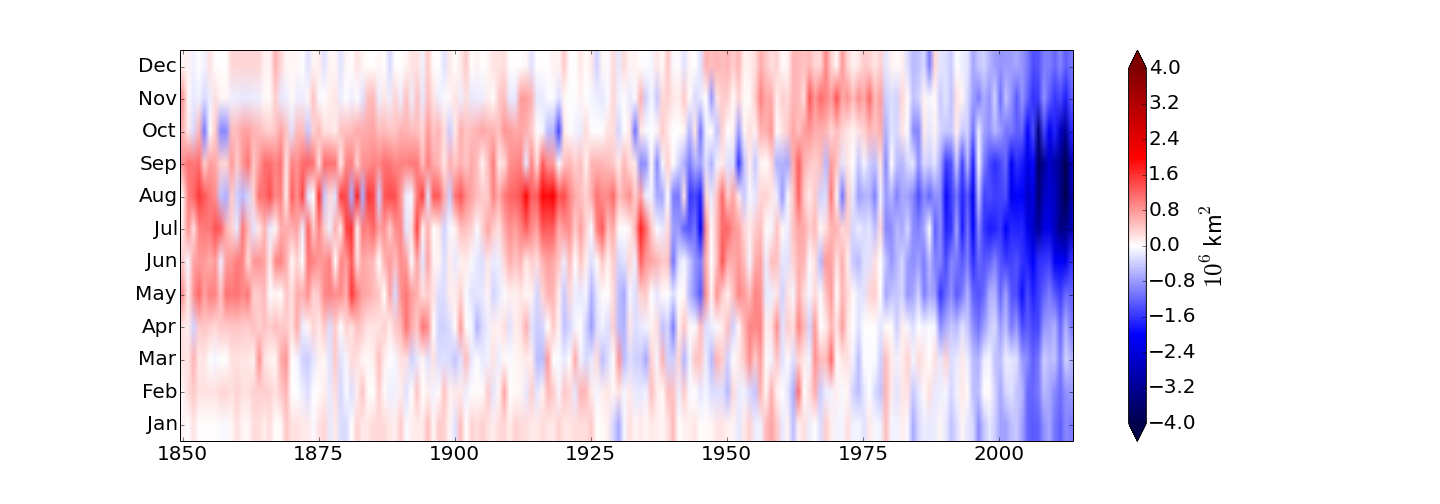 Dec
Nov
Oct
Sep
Aug
Jul
Jun
May
Apr
Mar
Feb
Jan
1850 1875 1900 1925 1950 1975 2000
4.0
3.2
2.4
1.6
0.8
0.0
−0.8
−1.6
−2.4
−3.2
−4.0
10⁶ km²